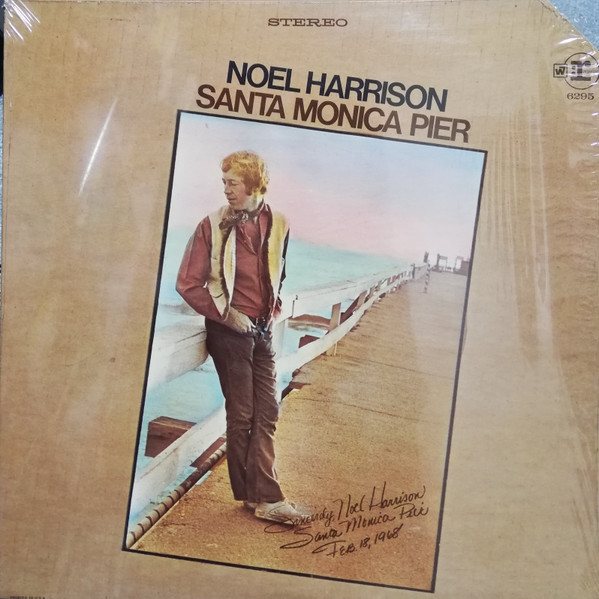 STEREO
NOEL HARRISON
SANTA MONICA PIER
W
6295
Sincerely, Noel Harrison
Santa Monica Pier
FEB. 18, 1968